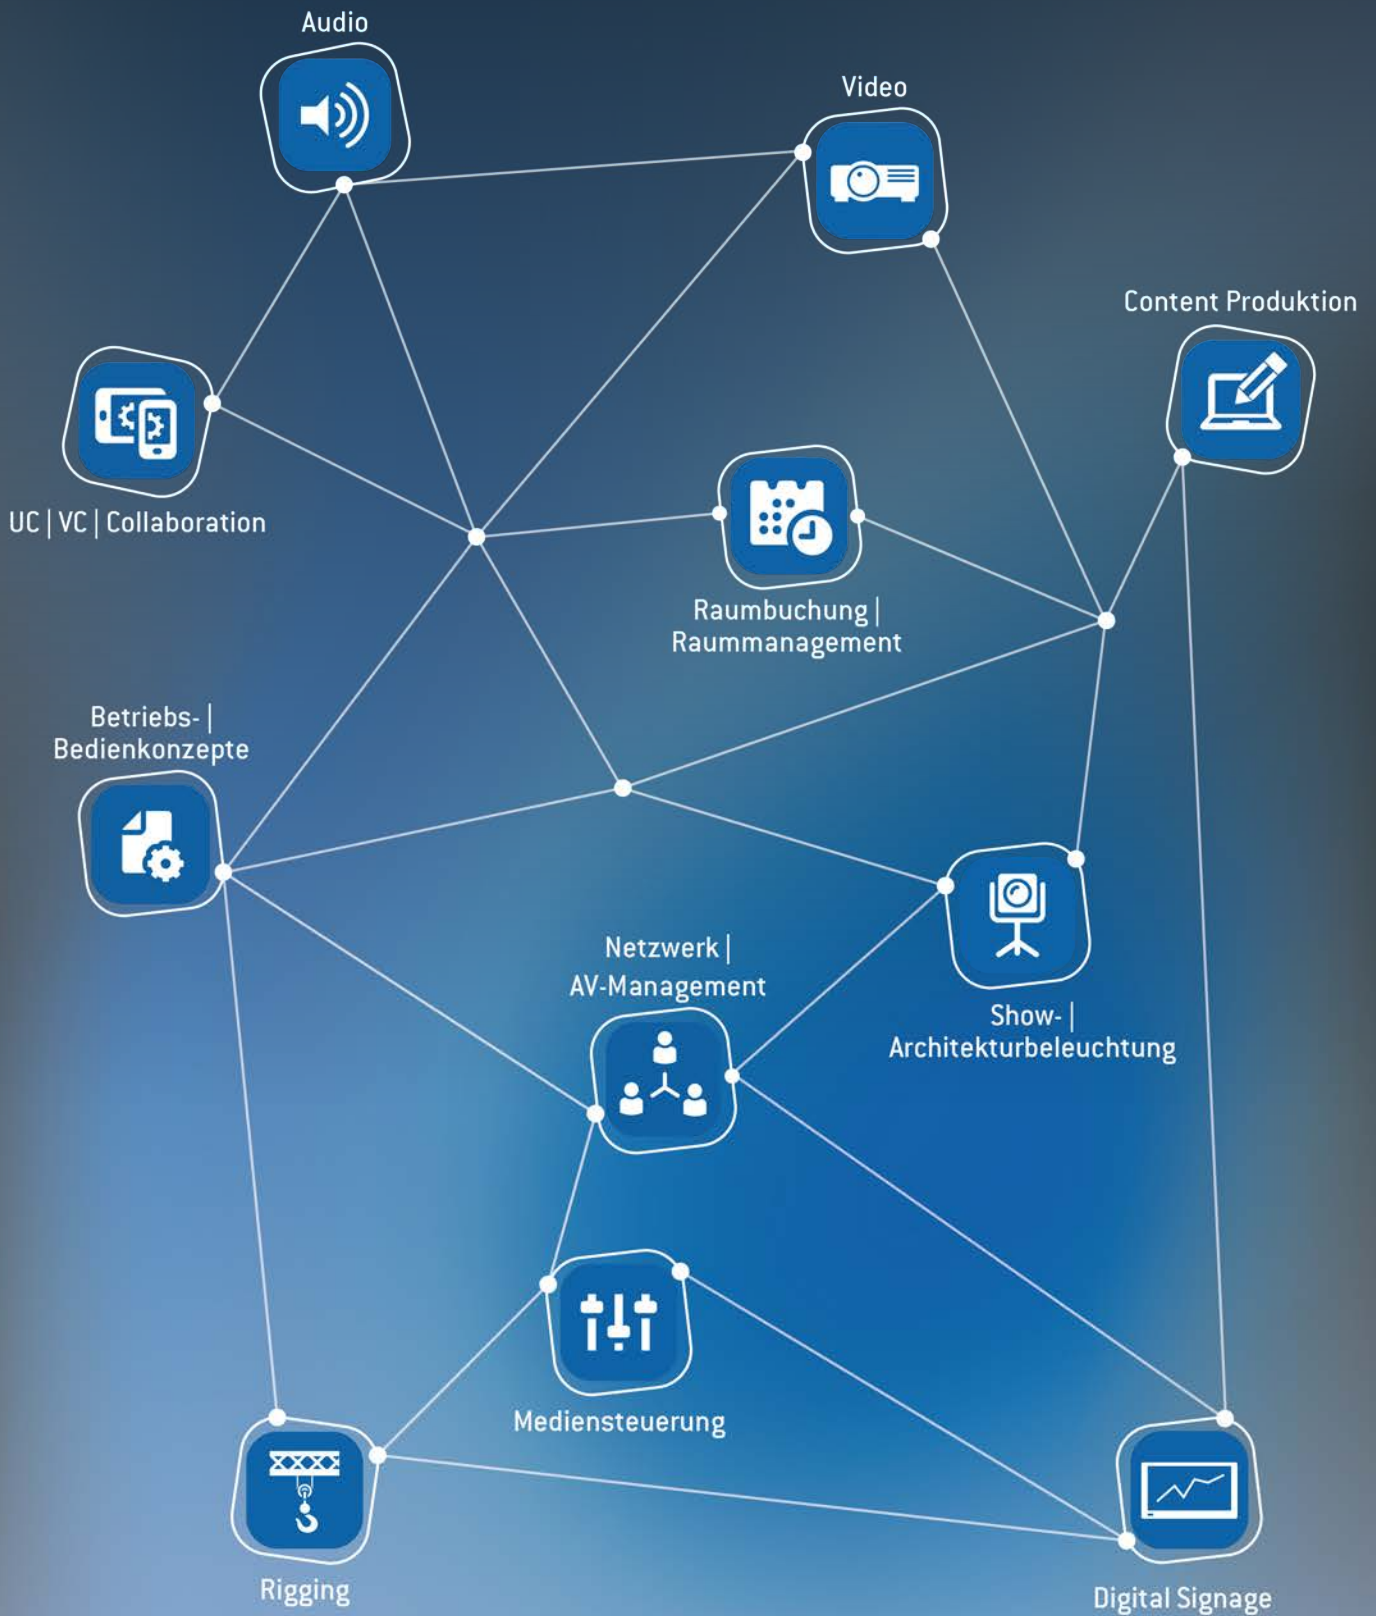 Audio
Video
Content Produktion
UC | VC | Collaboration
Raumbuchung |
Raummanagement
Betriebs- |
Bedienkonzepte
Netzwerk |
AV-Management
Show- |
Architekturbeleuchtung
Mediensteuerung
Rigging
Digital Signage